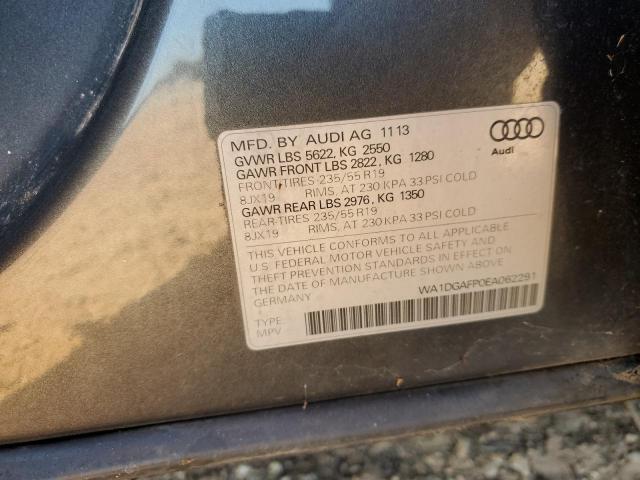 MFD. BY AUDI AG 11 13
GVWR LBS 5622, KG 2550
GAWR FRONT LBS 2822, KG 1280
FRONT-TIRES 235/55 R19
8JX19 RIMS, AT 230 KPA 33 PSI COLD
GAWR REAR LBS 2976, KG 1350
REAR-TIRES 235/55 R19
8JX19 RIMS, AT 230 KPA 33 PSI COLD
THIS VEHICLE CONFORMS TO ALL APPLICABLE
U.S. FEDERAL MOTOR VEHICLE SAFETY AND
THEFT PREVENTION STANDARDS IN EFFECT ON
THE DATE OF MANUFACTURE SHOWN ABOVE
GERMANY
WA1DGAFP0EA062291
TYPE:
MPV
Audi